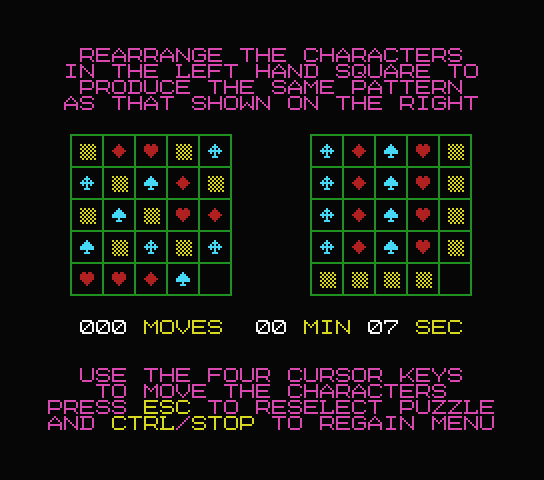 REARRANGE THE CHARACTERS
IN THE LEFT HAND SQUARE TO
PRODUCE THE SAME PATTERN
AS THAT SHOWN ON THE RIGHT
000 MOVES 00 MIN 07 SEC
USE THE FOUR CURSOR KEYS
TO MOVE THE CHARACTERS
PRESS ESC TO RESELECT PUZZLE
AND CTRL/STOP TO REGAIN MENU